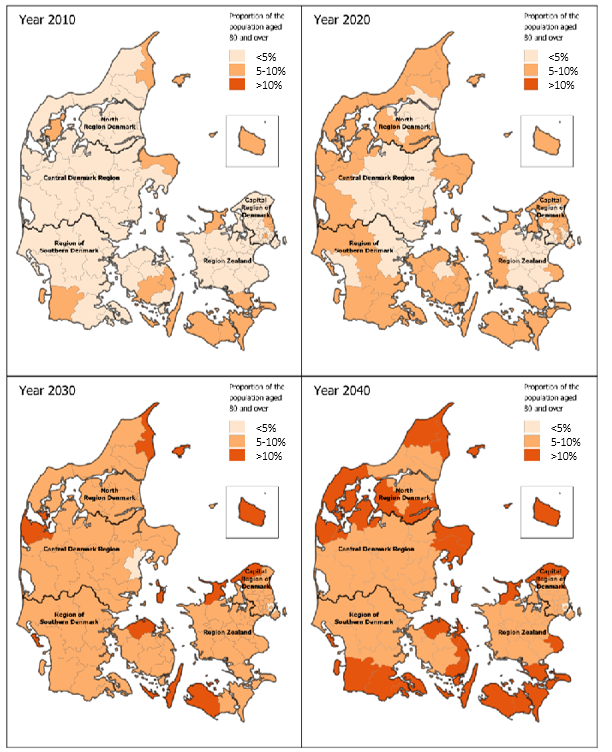 Year 2010
Proportion of the
population aged
80 and over
<5%
5-10%
>10%
North
Region Denmark
Central Denmark Region
Capital
Region of
Denmark
Region of
Southern Denmark
Region Zealand
Year 2020
Proportion of the
population aged
80 and over
<5%
5-10%
>10%
North
Region Denmark
Central Denmark Region
Capital
Region of
Denmark
Region of
Southern Denmark
Region Zealand
Year 2030
Proportion of the
population aged
80 and over
<5%
5-10%
>10%
North
Region Denmark
Central Denmark Region
Capital
Region of
Denmark
Region of
Southern Denmark
Region Zealand
Year 2040
Proportion of the
population aged
80 and over
<5%
5-10%
>10%
North
Region Denmark
Central Denmark Region
Capital
Region of
Denmark
Region of
Southern Denmark
Region Zealand